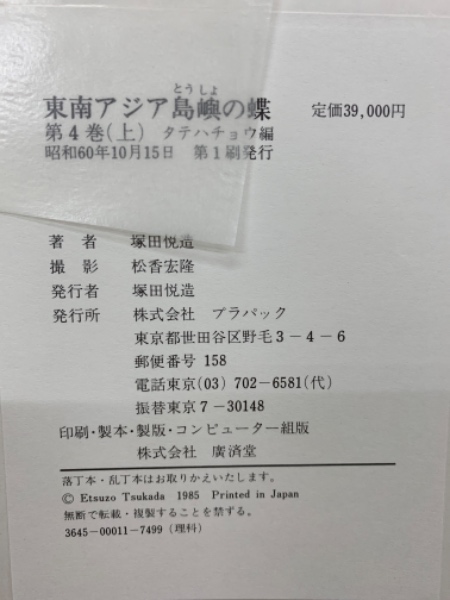 とうしょ
東南アジア島嶼の蝶 定価39,000円
第4巻(上) タテハチョウ編
昭和60年10月15日 第1刷発行
著者 塚田悦造
撮影 松香宏隆
発行者 塚田悦造
発行所 株式会社 プラパック
東京都世田谷区野毛3-4-6
郵便番号 158
電話東京(03) 702-6581(代)
振替東京7-30148
印刷・製本・製版・コンピューター組版
株式会社 廣済堂
落丁本・乱丁本はお取りかえいたします。
© Etsuzo Tsukada 1985 Printed in Japan
無断で転載・複製することを禁ずる。
3645-00011-7499 (理科)